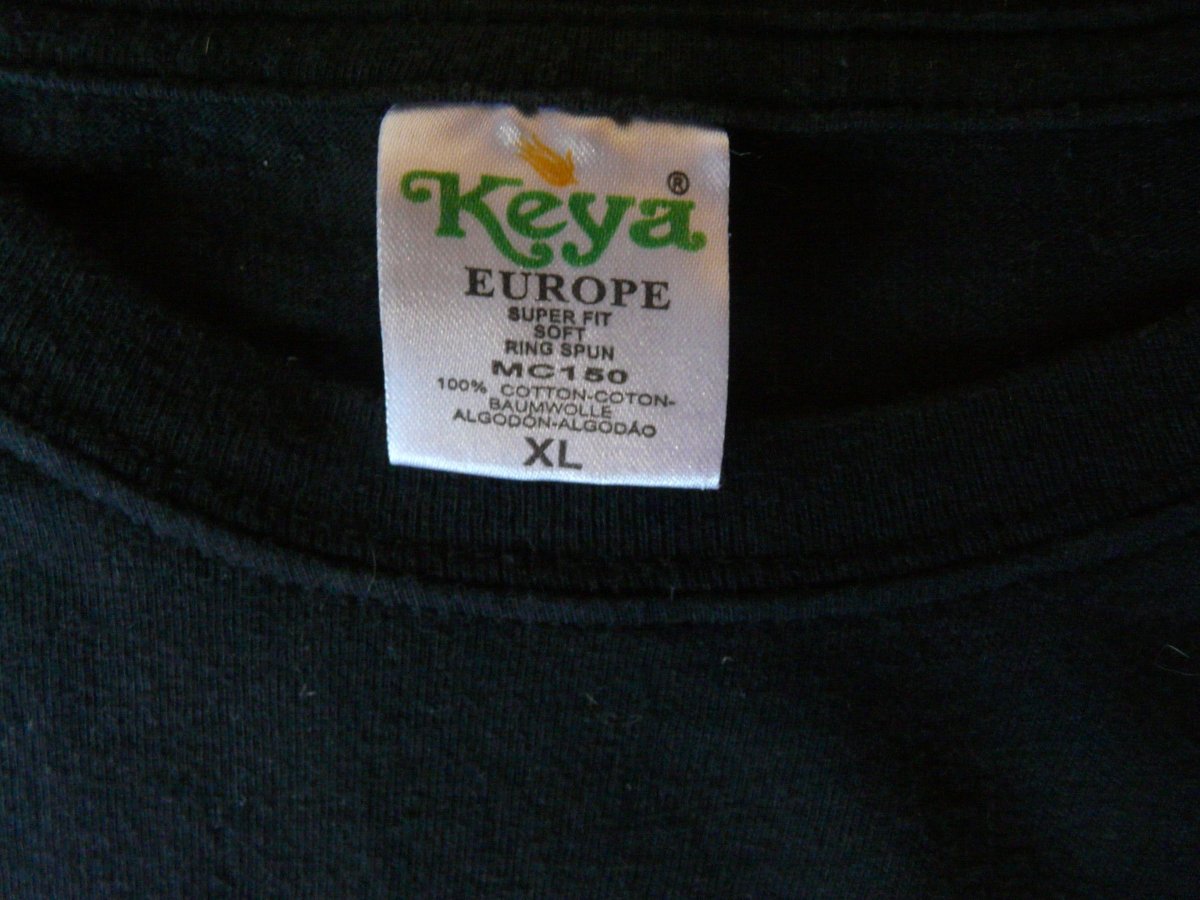 Keya®
EUROPE
SUPER FIT
SOFT
RING SPUN
MC150
100% COTTON-COTON-
BAUMWOLLE
ALGODÓN-ALGODÃO
XL